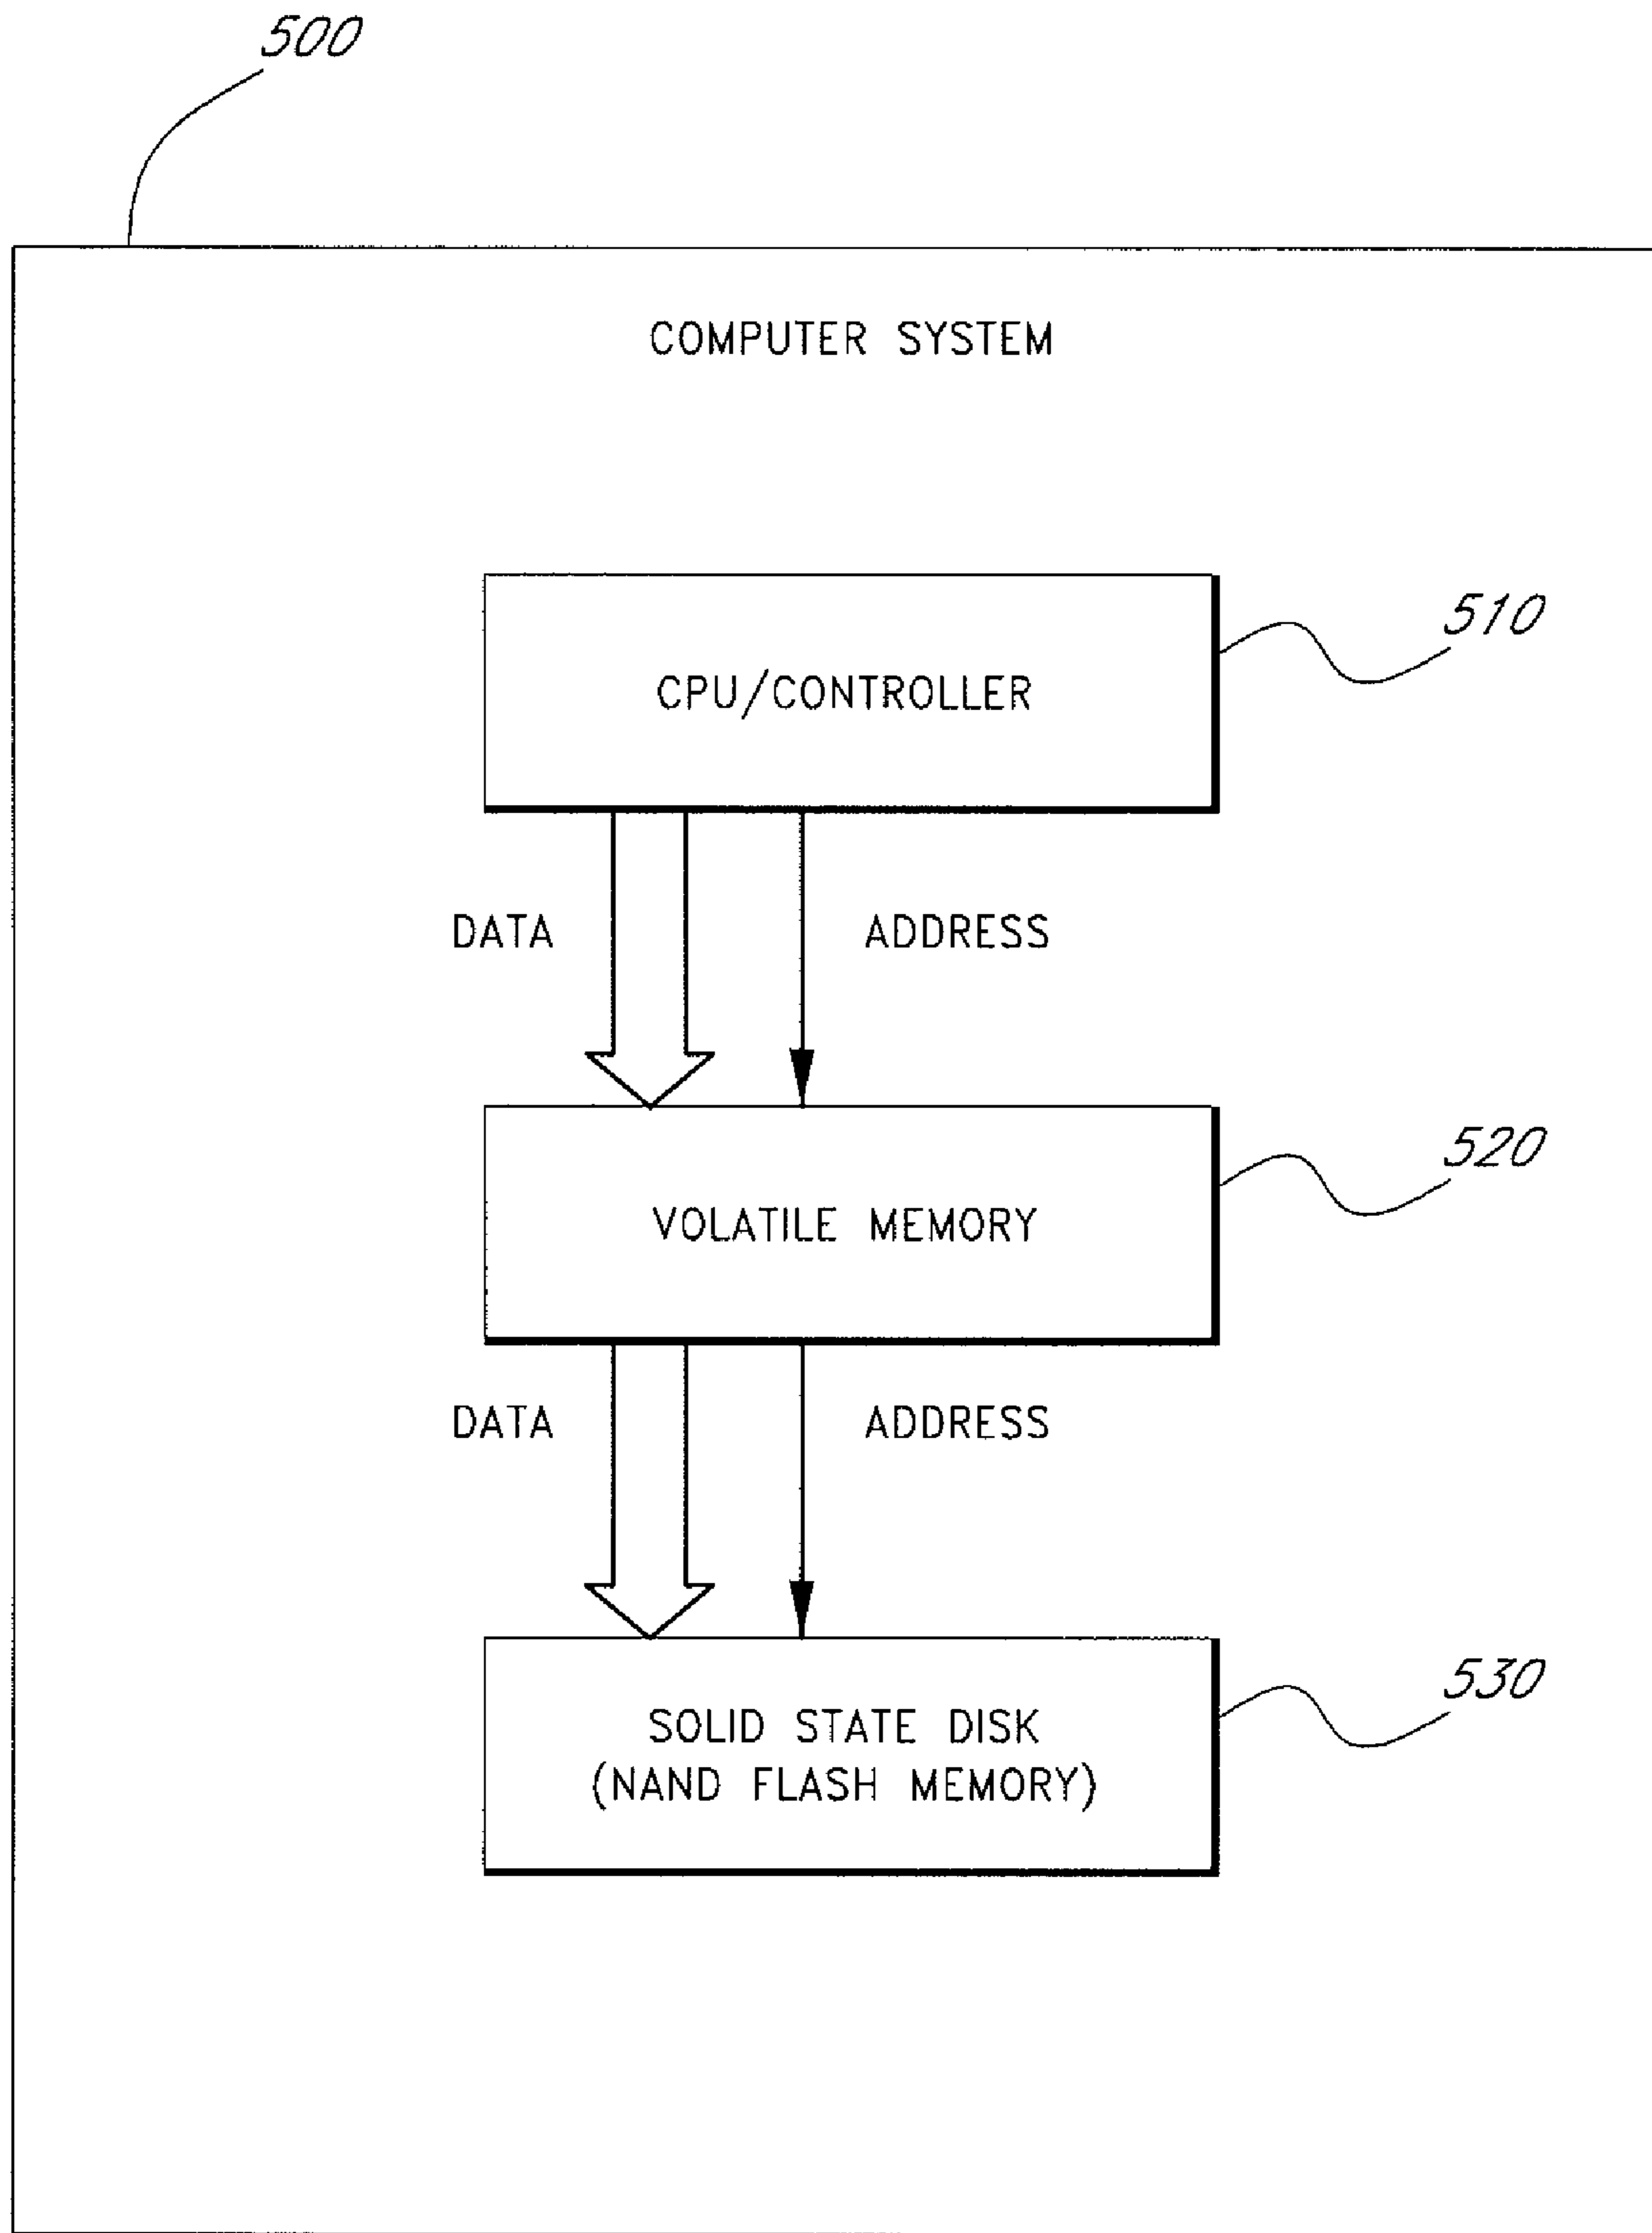 500
COMPUTER SYSTEM
CPU/CONTROLLER
510
DATA
ADDRESS
VOLATILE MEMORY
520
DATA
ADDRESS
SOLID STATE DISK
(NAND FLASH MEMORY)
530